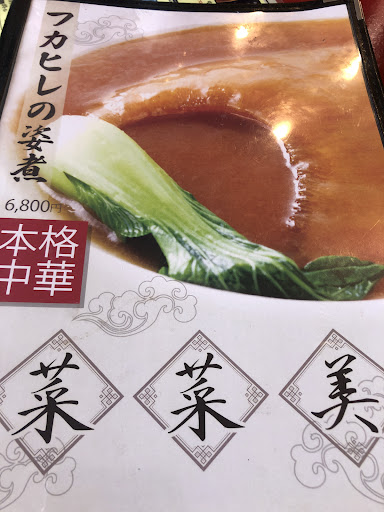 フカヒレの姿煮
6,800円
本格
中華
菜 菜 美